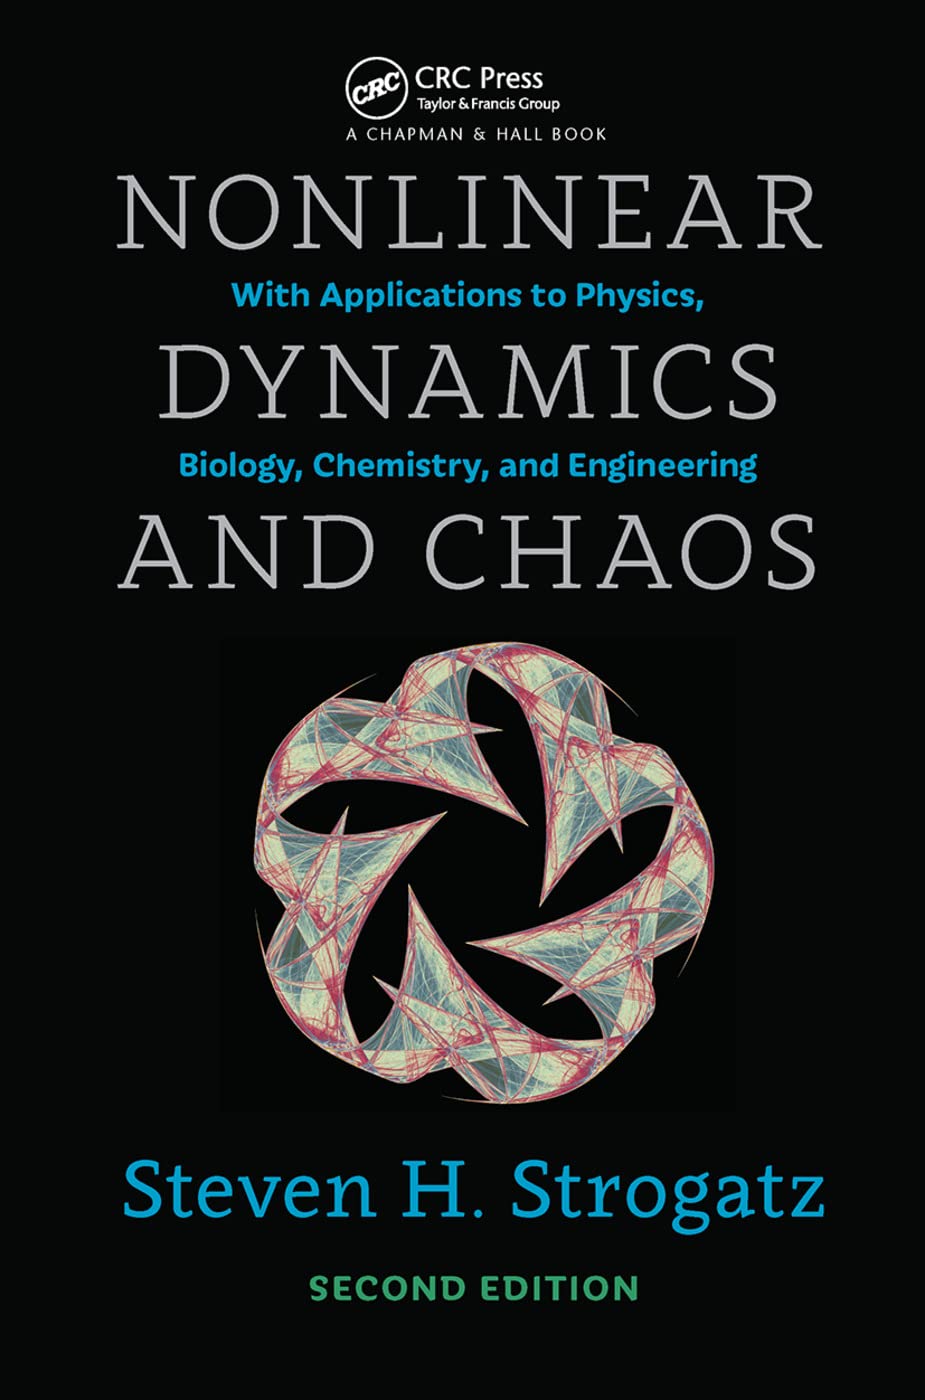 CRC
CRC Press
Taylor & Francis Group
A CHAPMAN & HALL BOOK
NONLINEAR
With Applications to Physics,
DYNAMICS
Biology, Chemistry, and Engineering
AND CHAOS
Steven H. Strogatz
SECOND EDITION